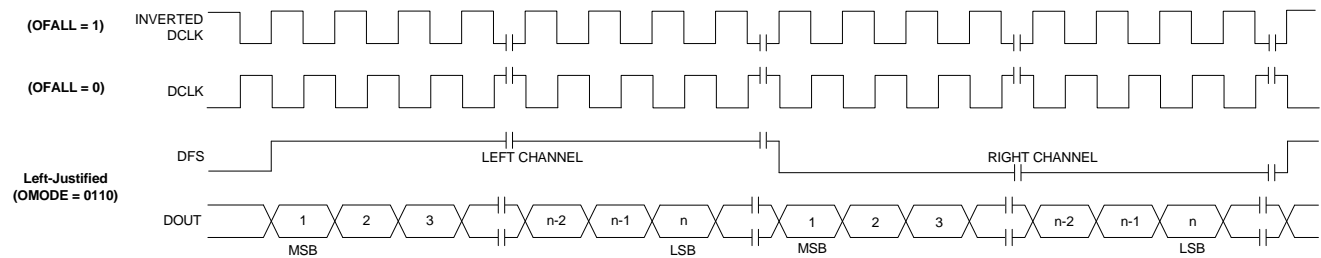 (OFALL = 1)
INVERTED
DCLK
(OFALL = 0)
DCLK
DFS
LEFT CHANNEL
RIGHT CHANNEL
Left-Justified
(OMODE = 0110)
DOUT
1 2 3 n-2 n-1 n 1 2 3 n-2 n-1 n
MSB LSB MSB LSB